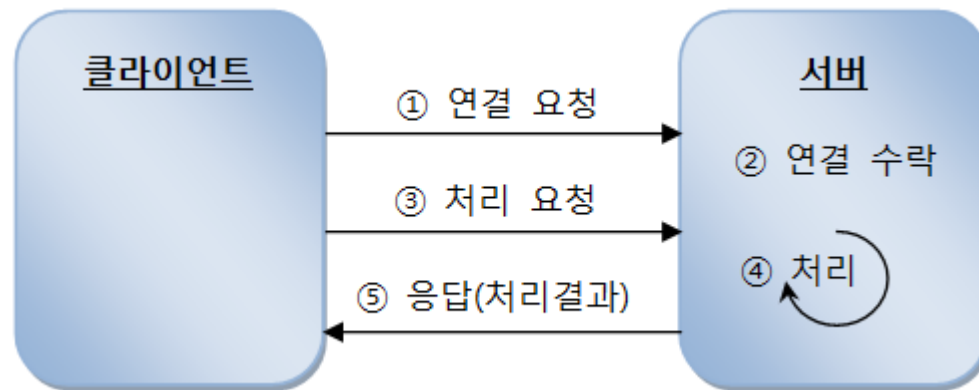 클라이언트
서버
① 연결 요청
② 연결 수락
③ 처리 요청
④ 처리
⑤ 응답(처리결과)